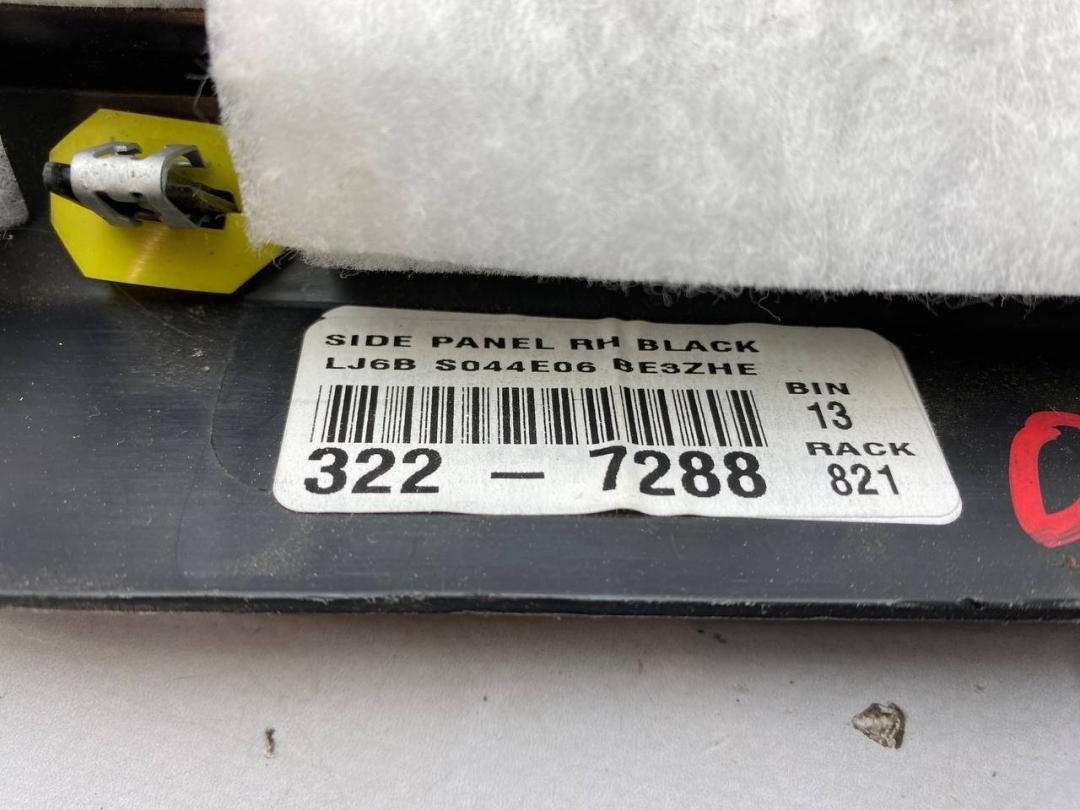 SIDE PANEL RH BLACK
LJ6B S044E06 BE3ZHE
BIN
13
322 - 7288
RACK
821